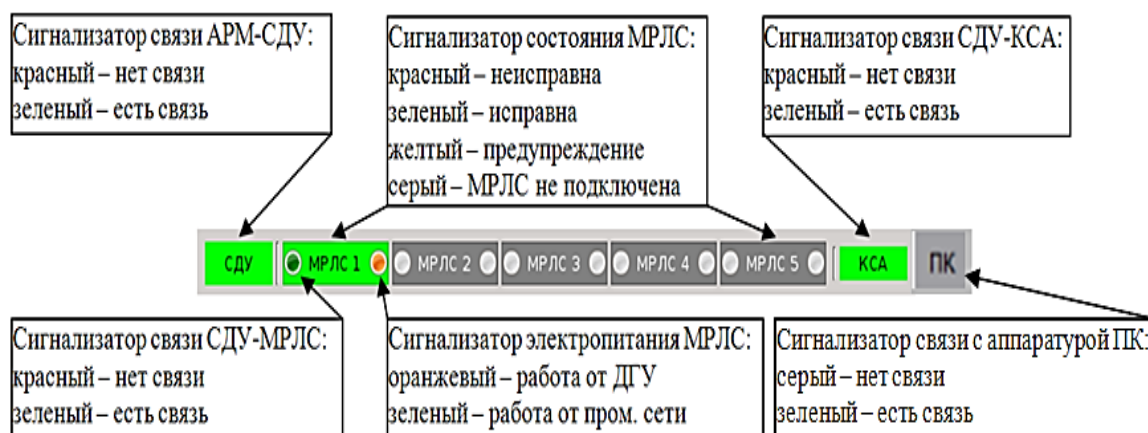 Сигнализатор связи АРМ-СДУ:
красный – нет связи
зеленый – есть связь
Сигнализатор состояния МРЛС:
красный – неисправна
зеленый – исправна
желтый – предупреждение
серый – МРЛС не подключена
Сигнализатор связи СДУ-КСА:
красный – нет связи
зеленый – есть связь
СДУ МРЛС 1 МРЛС 2 МРЛС 3 МРЛС 4 МРЛС 5 КСА ПК
Сигнализатор связи СДУ-МРЛС:
красный – нет связи
зеленый – есть связь
Сигнализатор электропитания МРЛС:
оранжевый – работа от ДГУ
зеленый – работа от пром. сети
Сигнализатор связи с аппаратурой ПК:
серый – нет связи
зеленый – есть связь